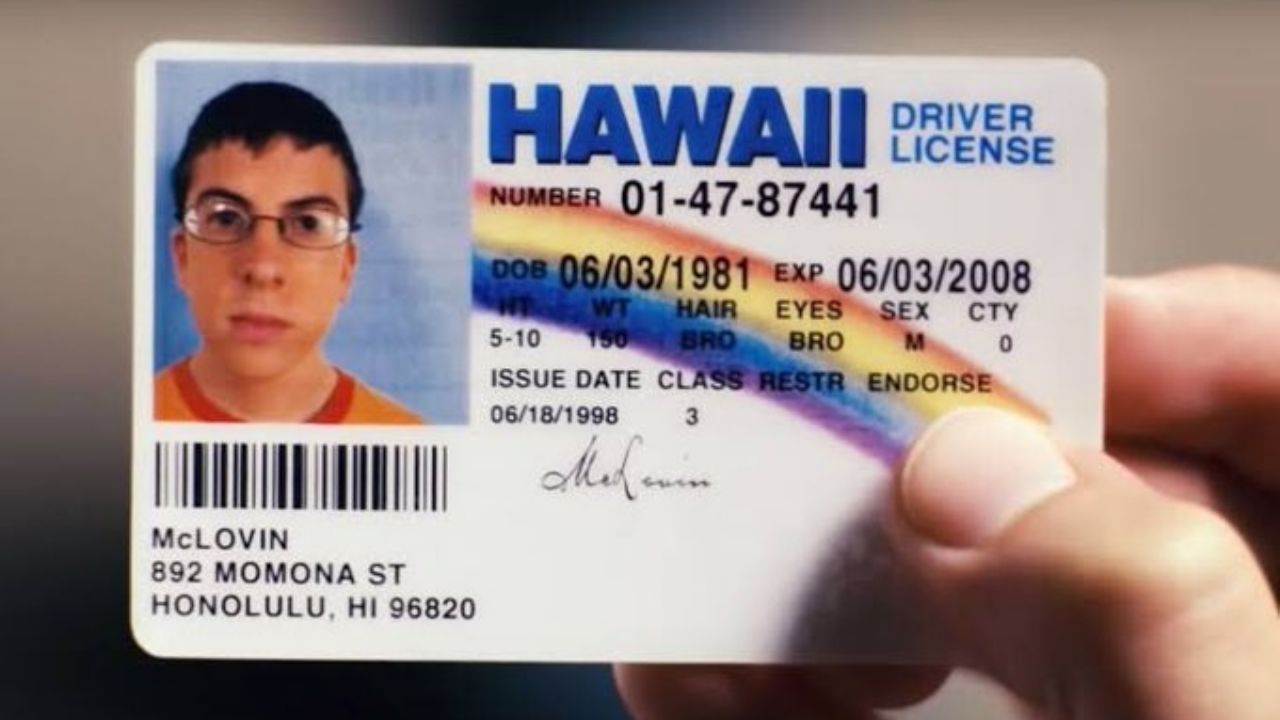 HAWAII DRIVER LICENSE
NUMBER 01-47-87441
DOB 06/03/1981 EXP 06/03/2008
HT WT HAIR EYES SEX CTY
5-10 150 BRO BRO M 0
ISSUE DATE CLASS RESTR ENDORSE
06/18/1998 3
McLovin
McLOVIN
892 MOMONA ST
HONOLULU, HI 96820